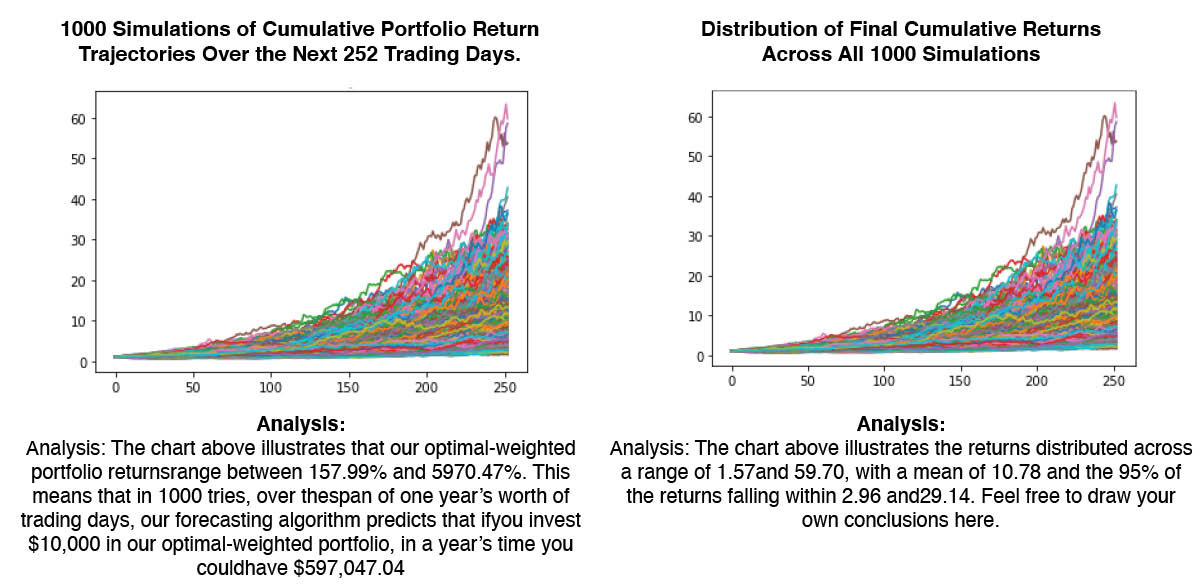 1000 Simulations of Cumulative Portfolio Return
Trajectories Over the Next 252 Trading Days.
60
50
40
30
20
10
0
0 50 100 150 200 250
Analysis:
Analysis: The chart above illustrates that our optimal-weighted
portfolio returnsrange between 157.99% and 5970.47%. This
means that in 1000 tries, over thespan of one year's worth of
trading days, our forecasting algorithm predicts that ifyou invest
$10,000 in our optimal-weighted portfolio, in a year's time you
couldhave $597,047.04
Distribution of Final Cumulative Returns
Across All 1000 Simulations
60
50
40
30
20
10
0
0 50 100 150 200 250
Analysis:
Analysis: The chart above illustrates the returns distributed across
a range of 1.57and 59.70, with a mean of 10.78 and the 95% of
the returns falling within 2.96 and29.14. Feel free to draw your
own conclusions here.